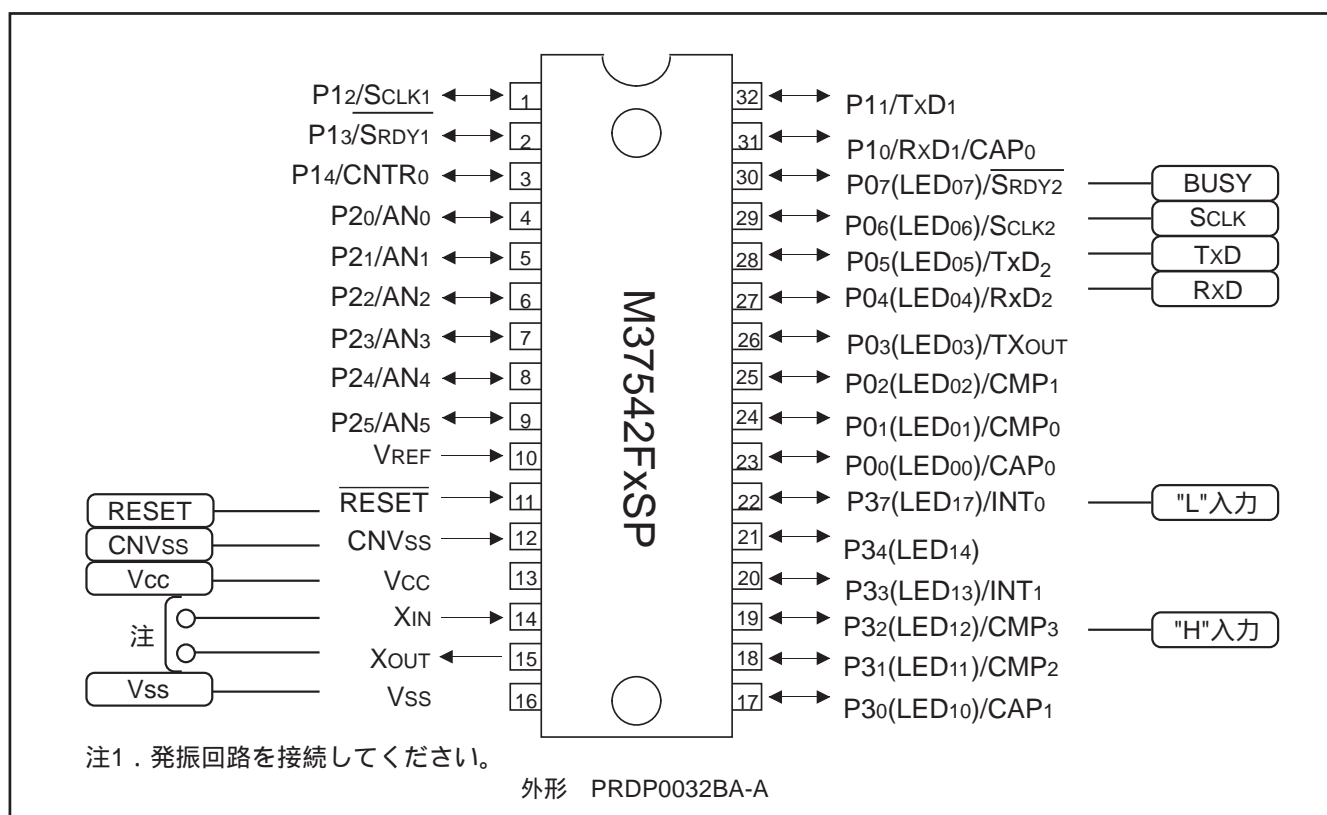 P12/SCLK1
P13/SRDY1
P14/CNTR0
P20/AN0
P21/AN1
P22/AN2
P23/AN3
P24/AN4
P25/AN5
VREF
RESET
CNVSS
VCC
XIN
XOUT
VSS
RESET
CNVSS
Vcc
注
Vss
1
2
3
4
5
6
7
8
9
10
11
12
13
14
15
16
M37542FxSP
32
31
30
29
28
27
26
25
24
23
22
21
20
19
18
17
P11/TXD1
P10/RXD1/CAP0
P07(LED07)/SRDY2
P06(LED06)/SCLK2
P05(LED05)/TxD2
P04(LED04)/RxD2
P03(LED03)/TXOUT
P02(LED02)/CMP1
P01(LED01)/CMP0
P00(LED00)/CAP0
P37(LED17)/INT0
P34(LED14)
P33(LED13)/INT1
P32(LED12)/CMP3
P31(LED11)/CMP2
P30(LED10)/CAP1
BUSY
SCLK
TXD
RXD
"L"入力
"H"入力
注1．発振回路を接続してください。
外形 PRDP0032BA-A